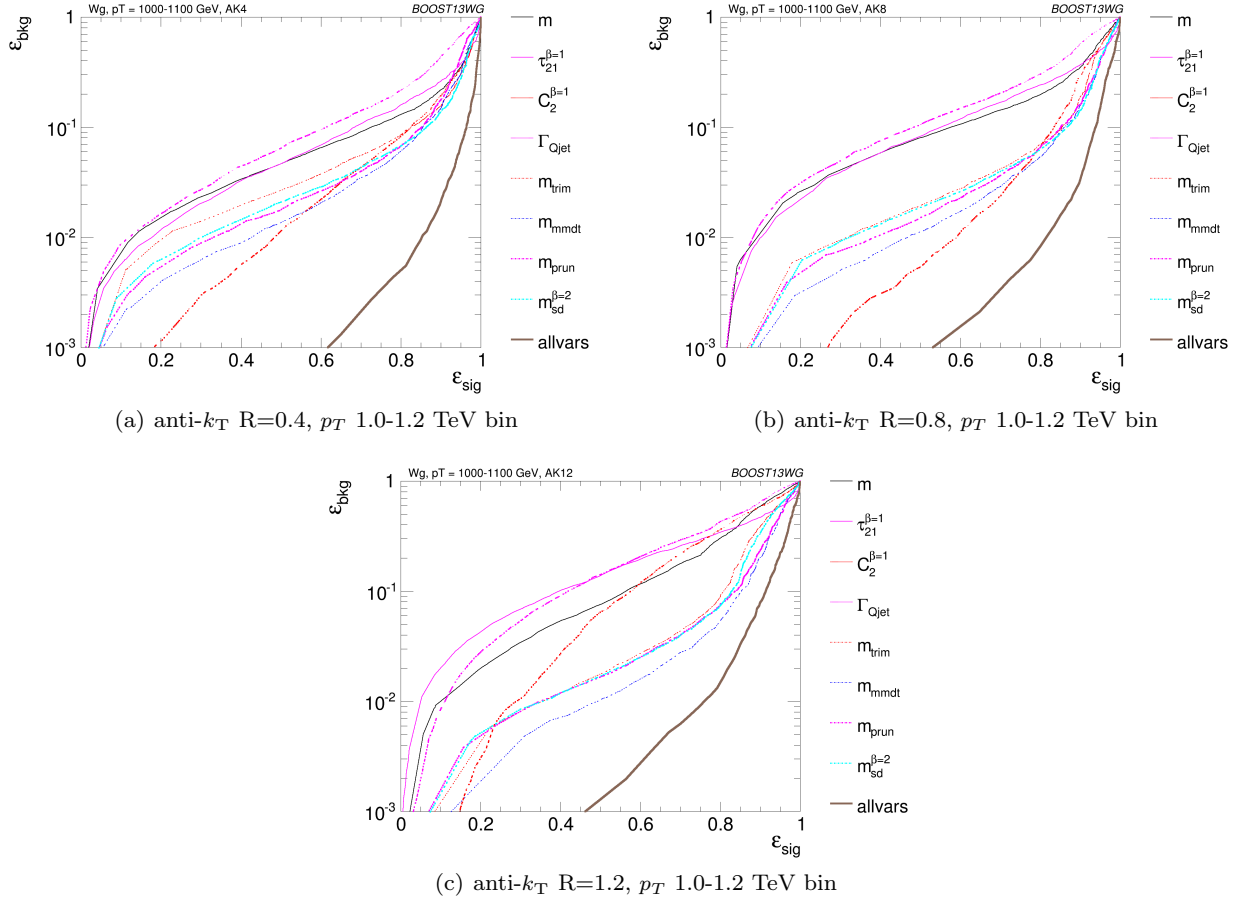 Wg, pT = 1000-1100 GeV, AK4 BOOST13WG
ε_bkg
1
10^-1
10^-2
10^-3
0 0.2 0.4 0.6 0.8 1
ε_sig
m
τ_21^β=1
C_2^β=1
Γ_Qjet
m_trim
m_mmdt
m_prun
m_sd^β=2
allvars
(a) anti-k_T R=0.4, p_T 1.0-1.2 TeV bin
Wg, pT = 1000-1100 GeV, AK8 BOOST13WG
ε_bkg
1
10^-1
10^-2
10^-3
0 0.2 0.4 0.6 0.8 1
ε_sig
m
τ_21^β=1
C_2^β=1
Γ_Qjet
m_trim
m_mmdt
m_prun
m_sd^β=2
allvars
(b) anti-k_T R=0.8, p_T 1.0-1.2 TeV bin
Wg, pT = 1000-1100 GeV, AK12 BOOST13WG
ε_bkg
1
10^-1
10^-2
10^-3
0 0.2 0.4 0.6 0.8 1
ε_sig
m
τ_21^β=1
C_2^β=1
Γ_Qjet
m_trim
m_mmdt
m_prun
m_sd^β=2
allvars
(c) anti-k_T R=1.2, p_T 1.0-1.2 TeV bin